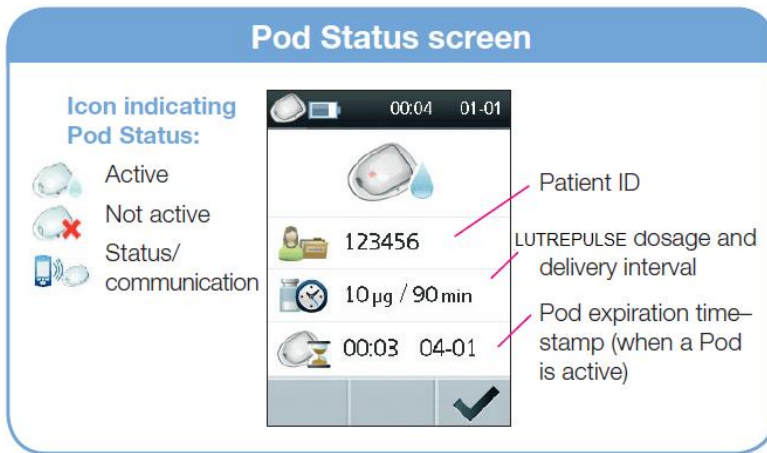 Pod Status screen
Icon indicating
Pod Status:
Active
Not active
Status/
communication
00:04 01-01
123456
10 µg / 90 min
00:03 04-01
Patient ID
LUTREPULSE dosage and
delivery interval
Pod expiration time–
stamp (when a Pod
is active)